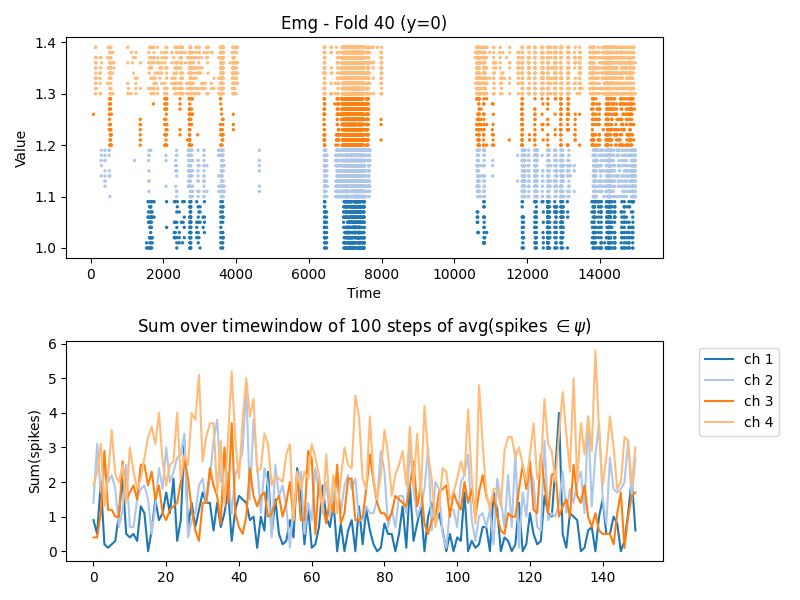 Emg - Fold 40 (y=0)
1.4
1.3
1.2
1.1
1.0
Value
0 2000 4000 6000 8000 10000 12000 14000
Time
Sum over timewindow of 100 steps of avg(spikes ∈ ψ)
6
5
4
3
2
1
0
Sum(spikes)
0 20 40 60 80 100 120 140
ch 1
ch 2
ch 3
ch 4